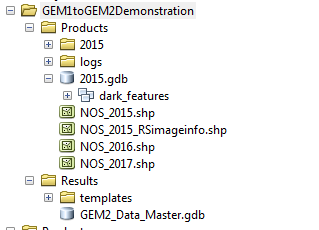 GEM1toGEM2Demonstration
Products
2015
logs
2015.gdb
dark_features
NOS_2015.shp
NOS_2015_RSimageinfo.shp
NOS_2016.shp
NOS_2017.shp
Results
templates
GEM2_Data_Master.gdb